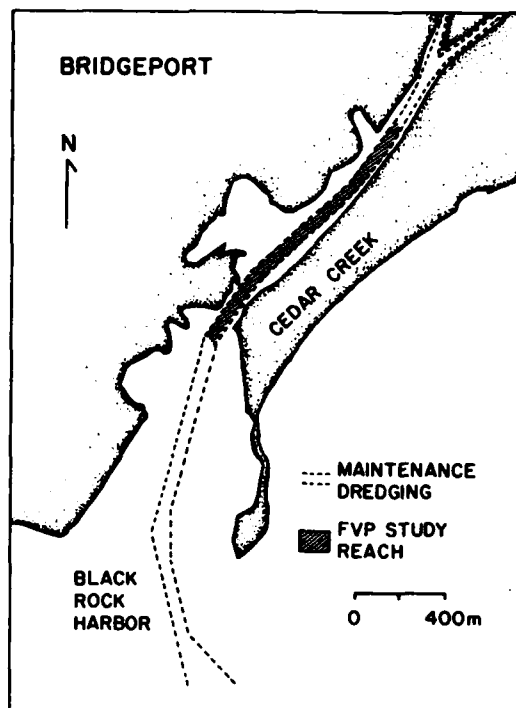 BRIDGEPORT
N
CEDAR CREEK
MAINTENANCE
DREDGING
FVP STUDY
REACH
BLACK
ROCK
HARBOR
0 400m